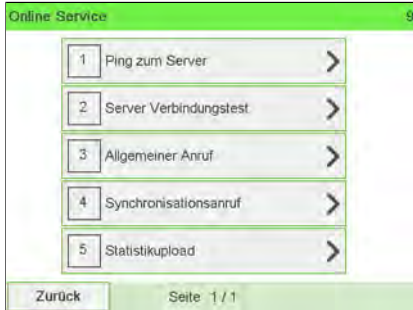 Online Service 9
1 Ping zum Server
2 Server Verbindungstest
3 Allgemeiner Anruf
4 Synchronisationsanruf
5 Statistikupload
Zurück Seite 1 / 1